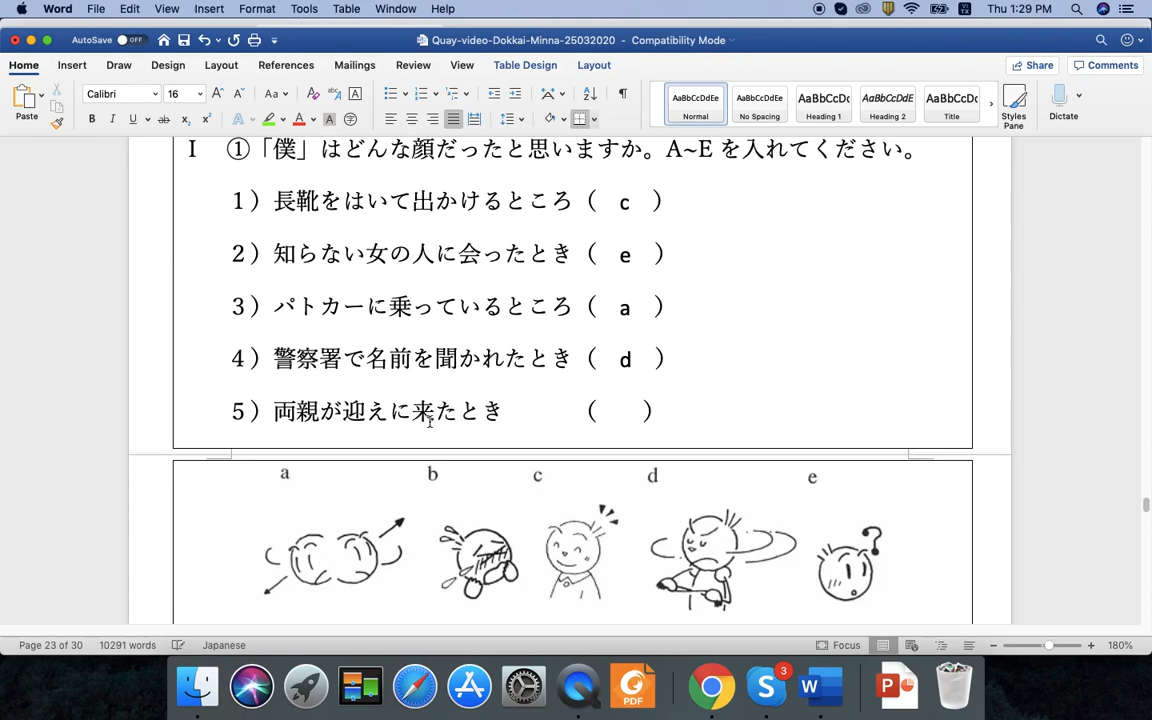 Word File Edit View Insert Format Tools Table Window Help Thu 1:29 PM
AutoSave OFF Quay-video-Dokkai-Minna-25032020 - Compatibility Mode
Home Insert Draw Design Layout References Mailings Review View Table Design Layout Share Comments
Paste Calibri 16 Aa A AaBbCcDdEe AaBbCcDdEe AaBbCcDc AaBbCcDdE AaBbCcDdE Styles Pane Dictate
B I U ab x₂ x² A A A Normal No Spacing Heading 1 Heading 2 Title
I ①「僕」はどんな顔だったと思いますか。A~E を入れてください。
1）長靴をはいて出かけるところ（ c ）
2）知らない女の人に会ったとき（ e ）
3）パトカーに乗っているところ（ a ）
4）警察署で名前を聞かれたとき（ d ）
5）両親が迎えに来たとき （ ）
a b c d e
?
Page 23 of 30 10291 words Japanese Focus 180%
PDF 3 W P